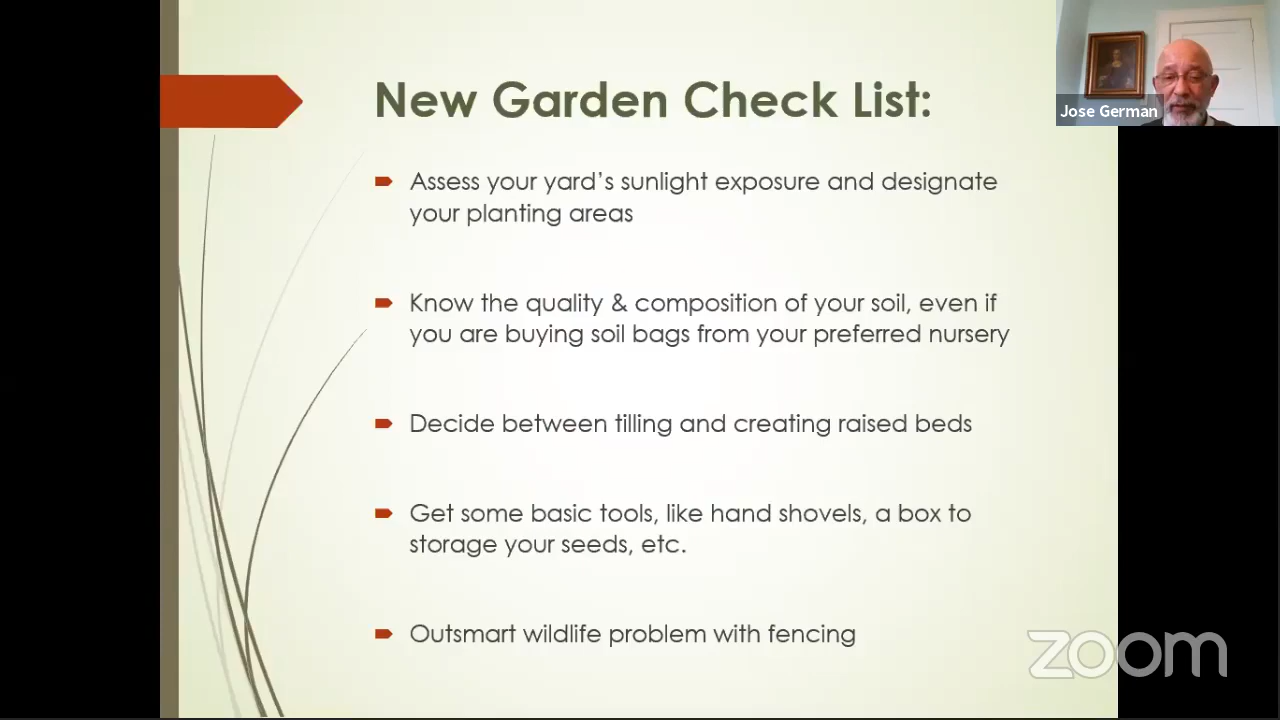 New Garden Check List:
Jose German
Assess your yard's sunlight exposure and designate
your planting areas
Know the quality & composition of your soil, even if
you are buying soil bags from your preferred nursery
Decide between tilling and creating raised beds
Get some basic tools, like hand shovels, a box to
storage your seeds, etc.
Outsmart wildlife problem with fencing
zoom